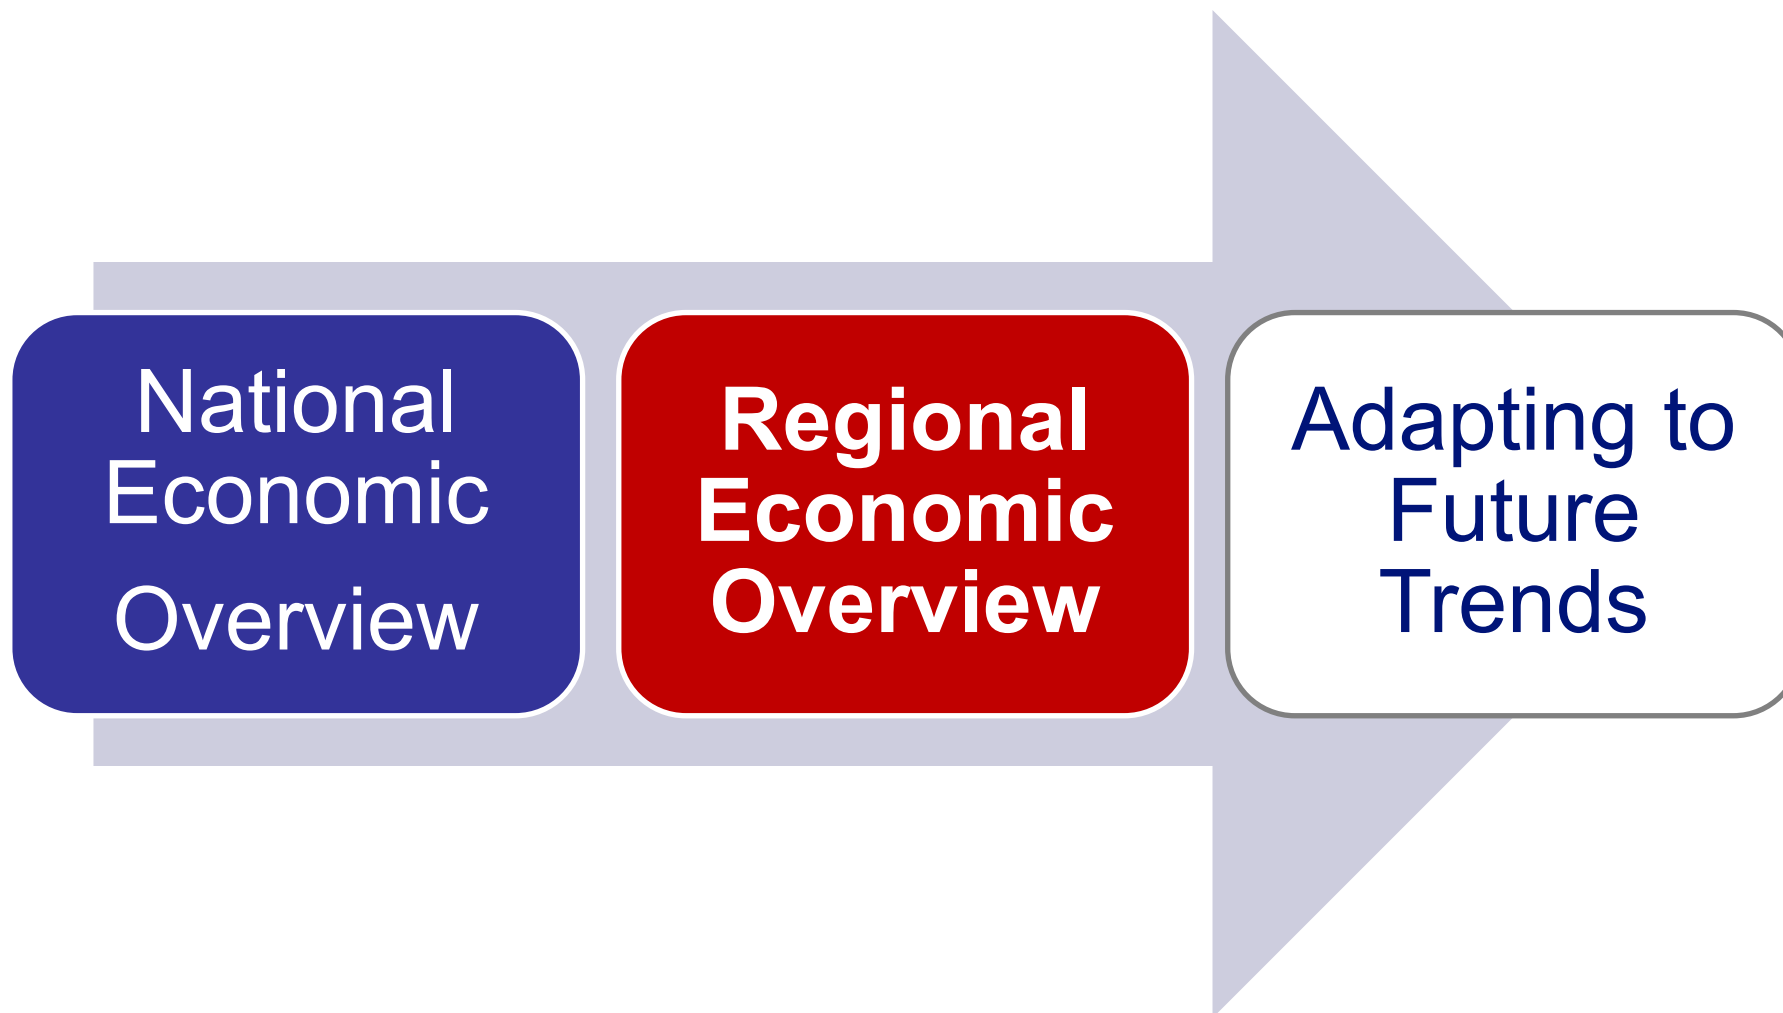 National
Economic
Overview
Regional
Economic
Overview
Adapting to
Future
Trends